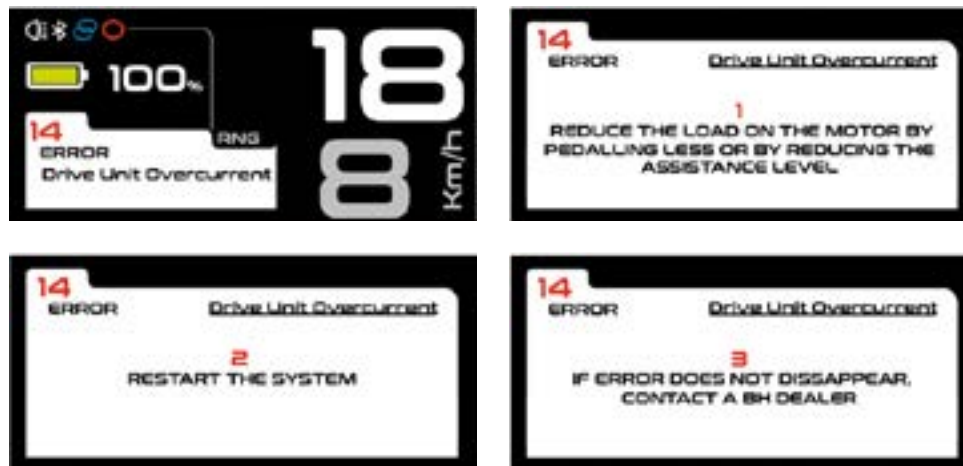 100%
18
8
Km/h
RNG
14
ERROR
Drive Unit Overcurrent
14
ERROR
Drive Unit Overcurrent
1
REDUCE THE LOAD ON THE MOTOR BY
PEDALLING LESS OR BY REDUCING THE
ASSISTANCE LEVEL
14
ERROR
Drive Unit Overcurrent
2
RESTART THE SYSTEM
14
ERROR
Drive Unit Overcurrent
3
IF ERROR DOES NOT DISSAPPEAR,
CONTACT A BH DEALER